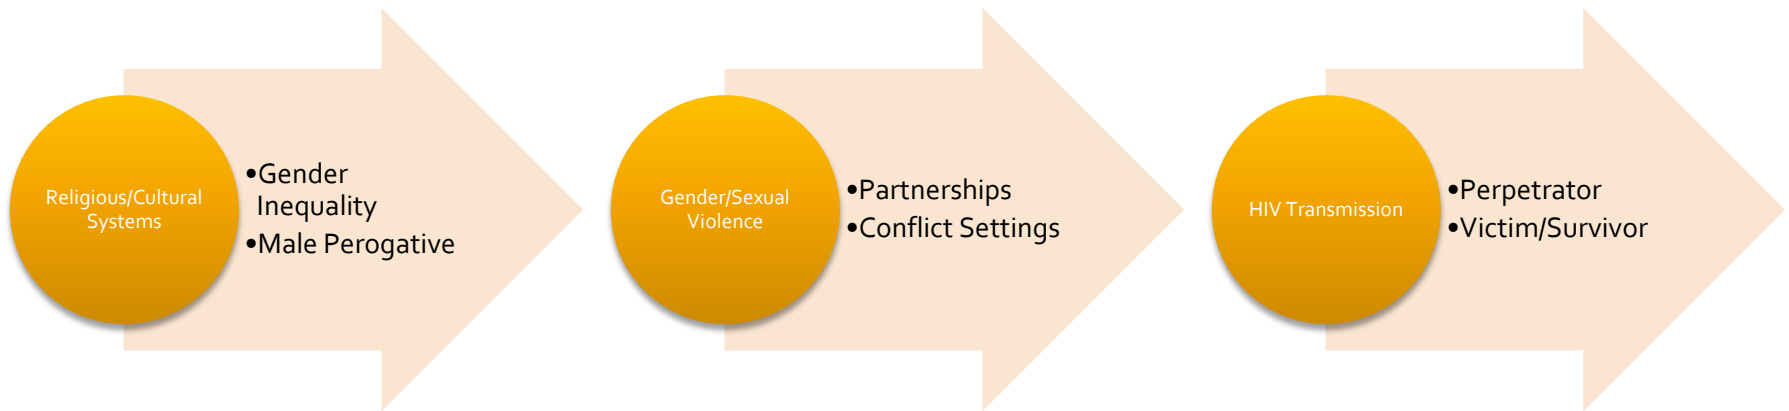 Religious/Cultural
Systems
•Gender
Inequality
•Male Perogative
Gender/Sexual
Violence
•Partnerships
•Conflict Settings
HIV Transmission
•Perpetrator
•Victim/Survivor